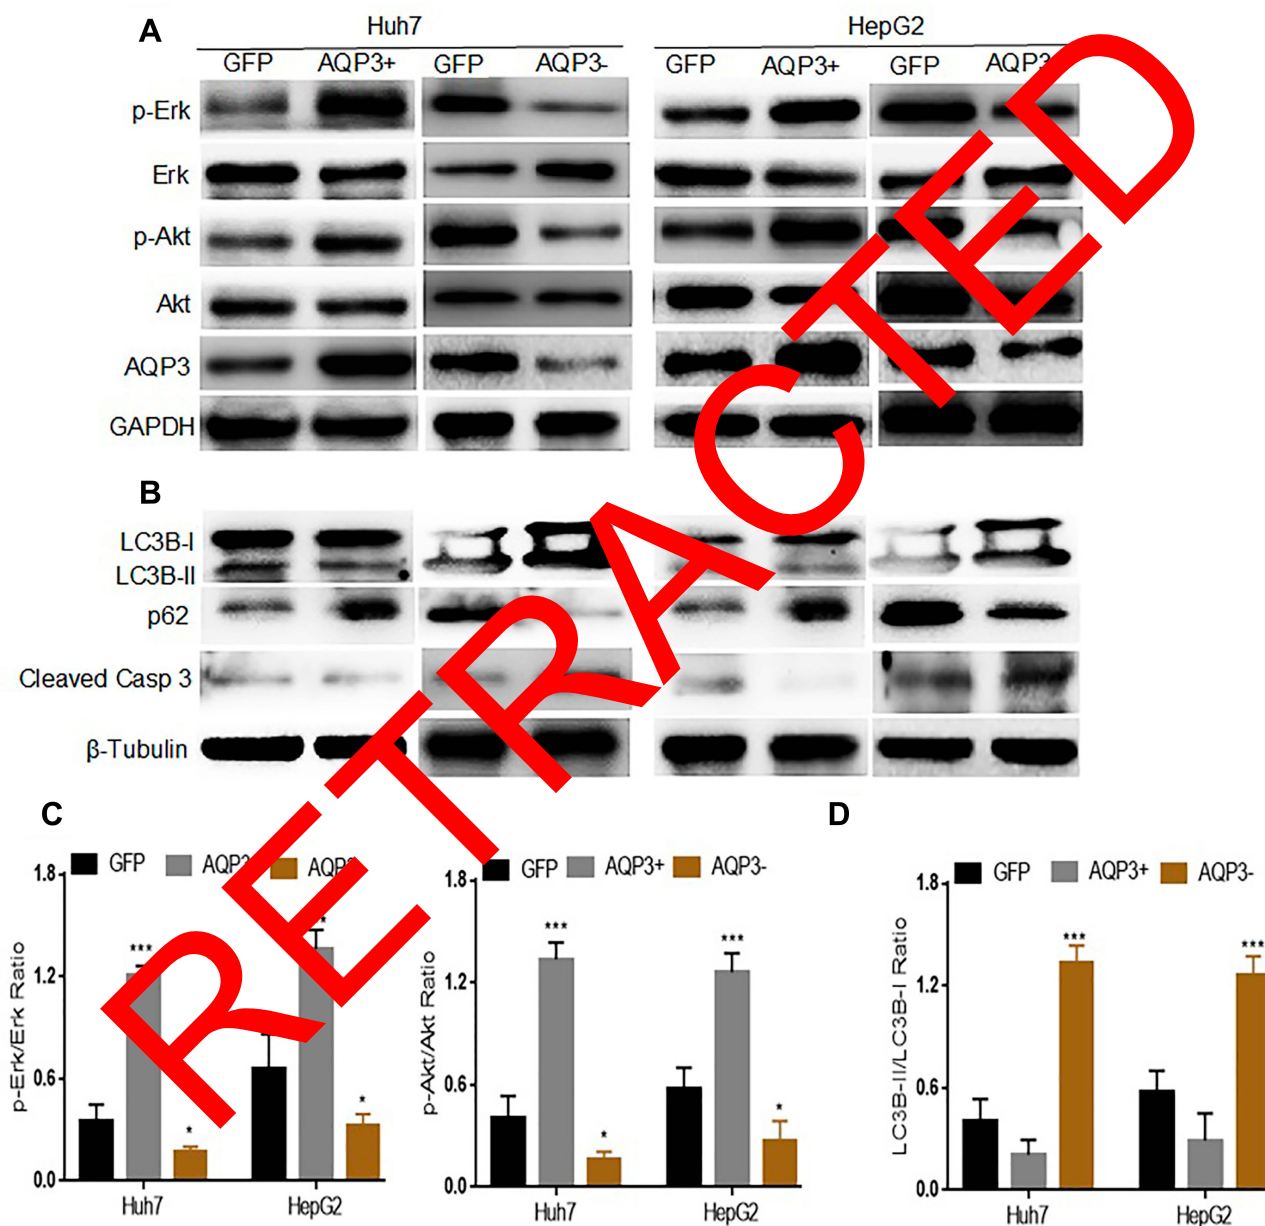 A
Huh7
HepG2
GFP AQP3+ GFP AQP3- GFP AQP3+ GFP AQP3
p-Erk
Erk
p-Akt
Akt
AQP3
GAPDH
B
LC3B-I
LC3B-II
p62
Cleaved Casp 3
β-Tubulin
RETRACTED
C
GFP AQP3
p-Erk/Erk Ratio
1.8
1.2
0.6
0.0
***
*
*
*
Huh7 HepG2
GFP AQP3+ AQP3-
p-Akt/Akt Ratio
1.8
1.2
0.6
0.0
***
*
***
*
Huh7 HepG2
D
GFP AQP3+ AQP3-
LC3B-II/LC3B-I Ratio
1.8
1.2
0.6
0.0
***
***
Huh7 HepG2